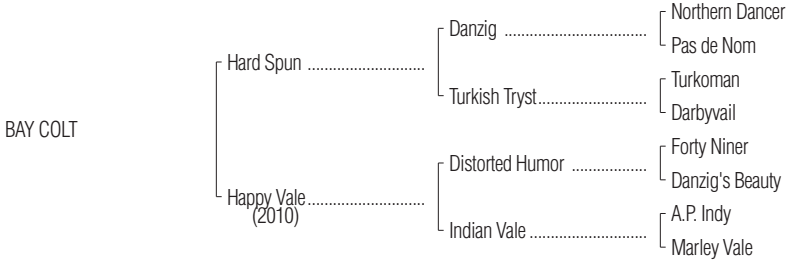 Northern Dancer
Danzig ..................................
Pas de Nom
Hard Spun ............................
Turkoman
Turkish Tryst..........................
Darbyvail
BAY COLT
Forty Niner
Distorted Humor ..................
Danzig's Beauty
Happy Vale............................
(2010)
A.P. Indy
Indian Vale ............................
Marley Vale